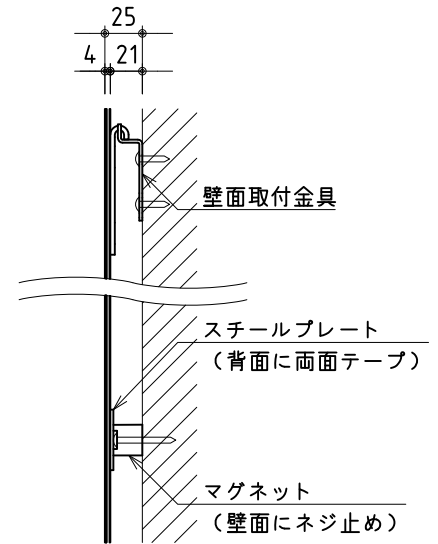 25
4 21
壁面取付金具
スチールプレート
（背面に両面テープ）
マグネット
（壁面にネジ止め）